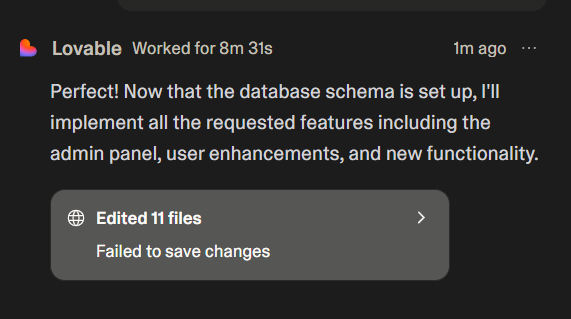 Lovable Worked for 8m 31s 1m ago ...
Perfect! Now that the database schema is set up, I'll
implement all the requested features including the
admin panel, user enhancements, and new functionality.
Edited 11 files
Failed to save changes